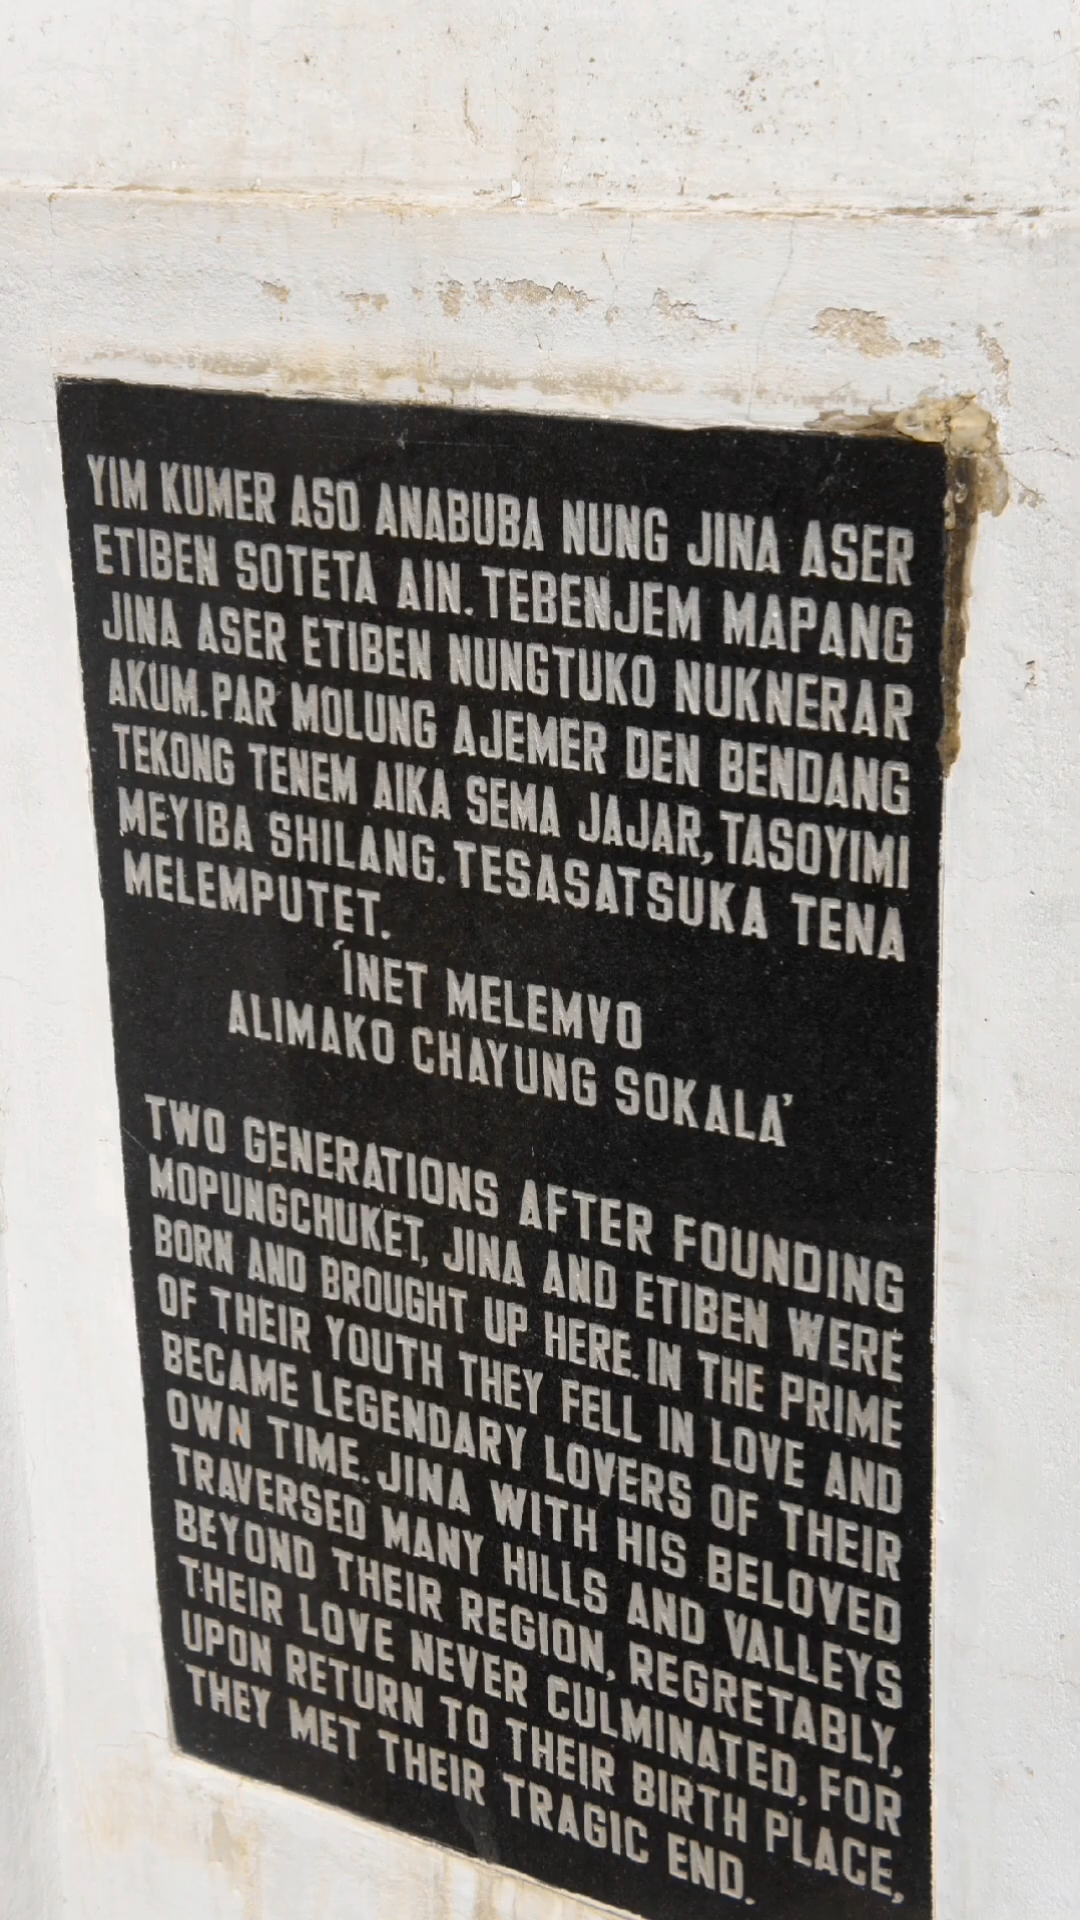 YIM KUMER ASO ANABUBA NUNG JINA ASER
ETIBEN SOTETA AIN. TEBENJEM MAPANG
JINA ASER ETIBEN NUNGTUKO NUKNERAR
AKUM. PAR MOLUNG AJEMER DEN BENDANG
TEKONG TENEM AIKA SEMA JAJAR, TASOYIMI
MEYIBA SHILANG. TESASATSUKA TENA
MELEMPUTET.
'INET MELEMVO
ALIMAKO CHAYUNG SOKALA'
TWO GENERATIONS AFTER FOUNDING
MOPUNGCHUKET, JINA AND ETIBEN WERE
BORN AND BROUGHT UP HERE. IN THE PRIME
OF THEIR YOUTH THEY FELL IN LOVE AND
BECAME LEGENDARY LOVERS OF THEIR
OWN TIME. JINA WITH HIS BELOVED
TRAVERSED MANY HILLS AND VALLEYS
BEYOND THEIR REGION, REGRETABLY,
THEIR LOVE NEVER CULMINATED, FOR
UPON RETURN TO THEIR BIRTH PLACE,
THEY MET THEIR TRAGIC END.